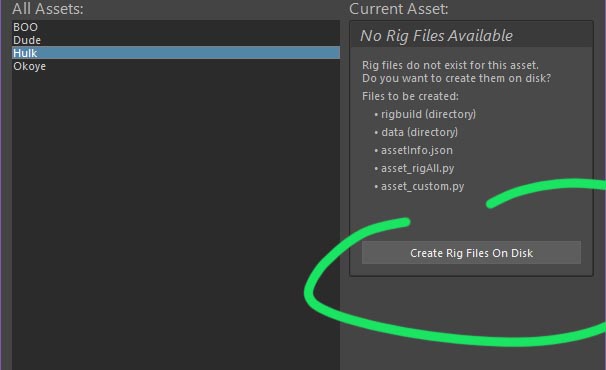 All Assets:
BOO
Dude
Hulk
Okoye
Current Asset:
No Rig Files Available
Rig files do not exist for this asset.
Do you want to create them on disk?
Files to be created:
• rigbuild (directory)
• data (directory)
• assetInfo.json
• asset_rigAll.py
• asset_custom.py
Create Rig Files On Disk